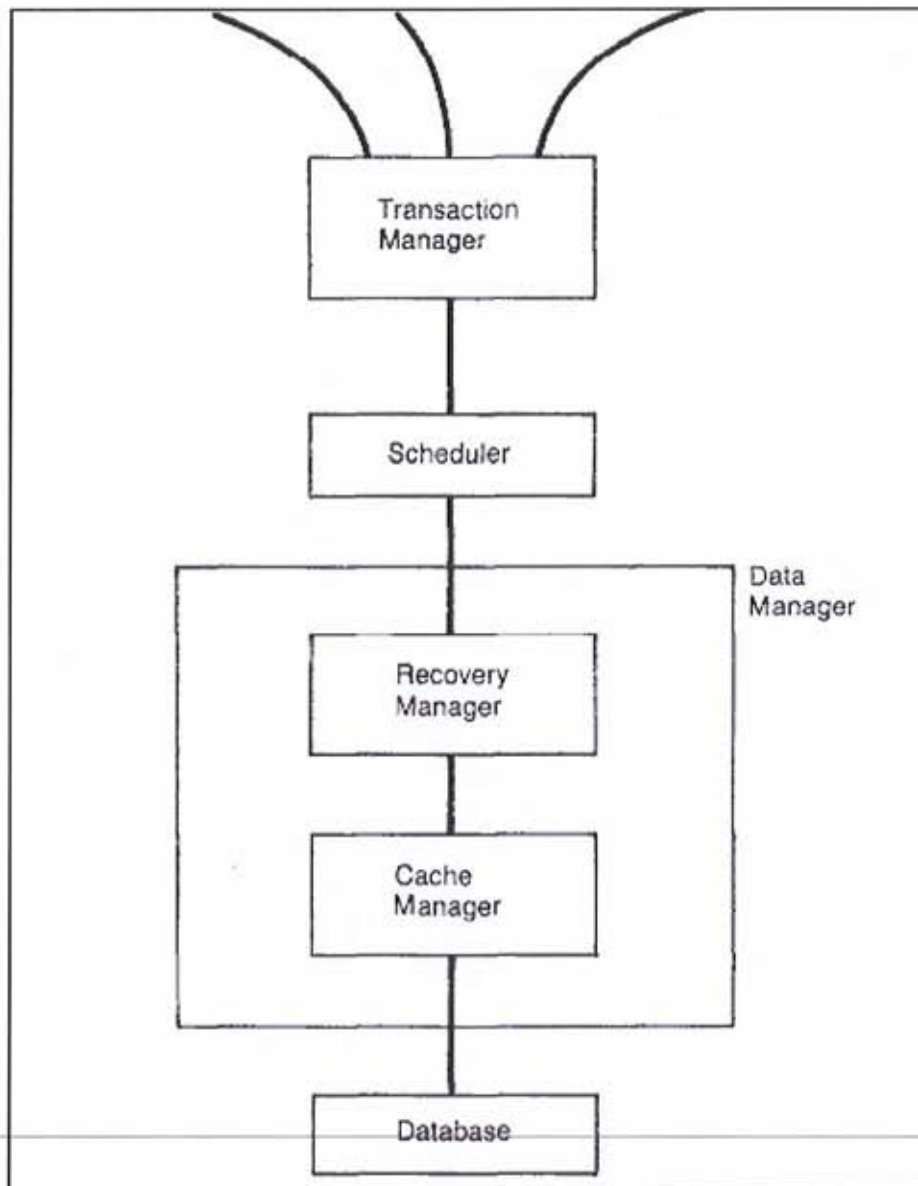 Transaction
Manager
Scheduler
Data
Manager
Recovery
Manager
Cache
Manager
Database